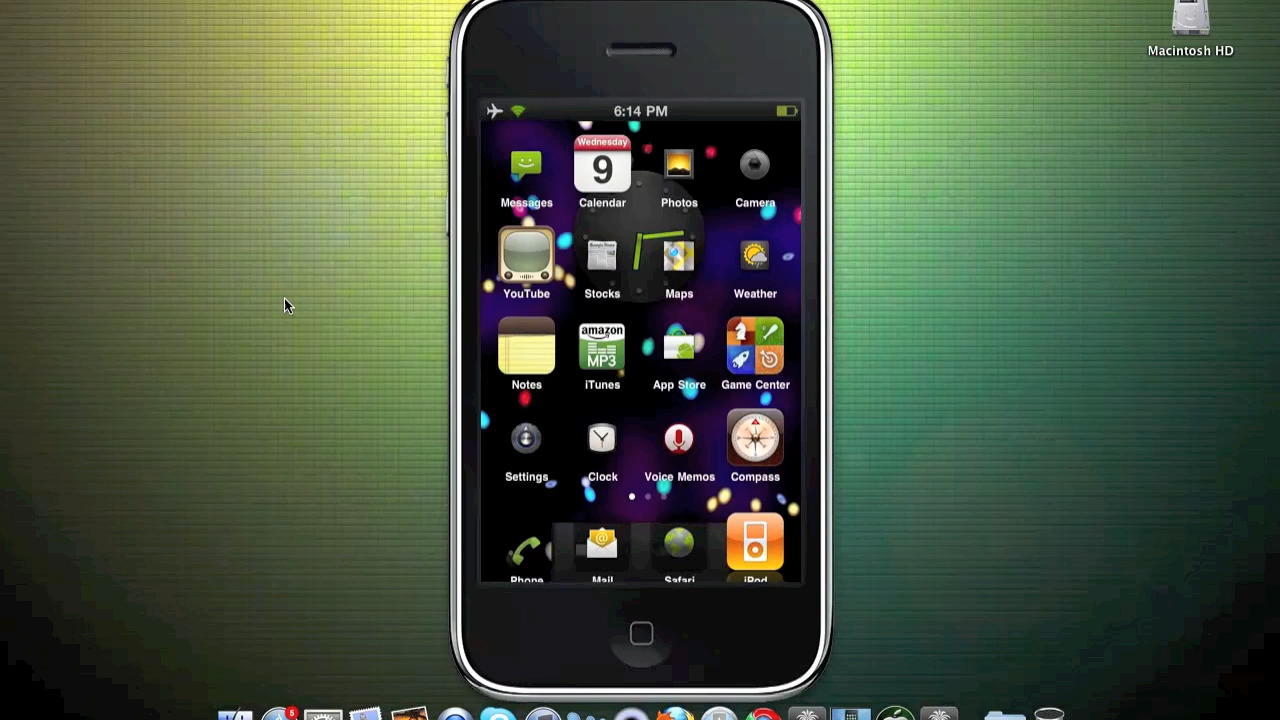 Macintosh HD
6:14 PM
Wednesday
9
Messages
Calendar
Photos
Camera
YouTube
Stocks
Maps
Weather
amazon
MP3
Notes
iTunes
App Store
Game Center
Settings
Clock
Voice Memos
Compass
@
Phone
Mail
Safari
iPod
5